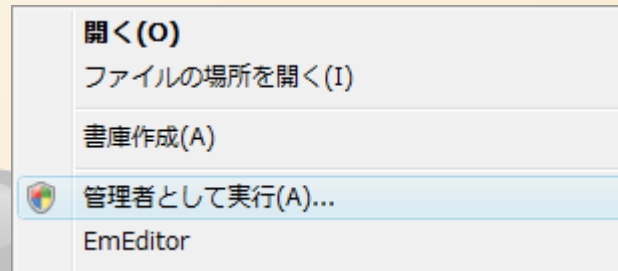 開く(O)
ファイルの場所を開く(I)
書庫作成(A)
管理者として実行(A)...
EmEditor